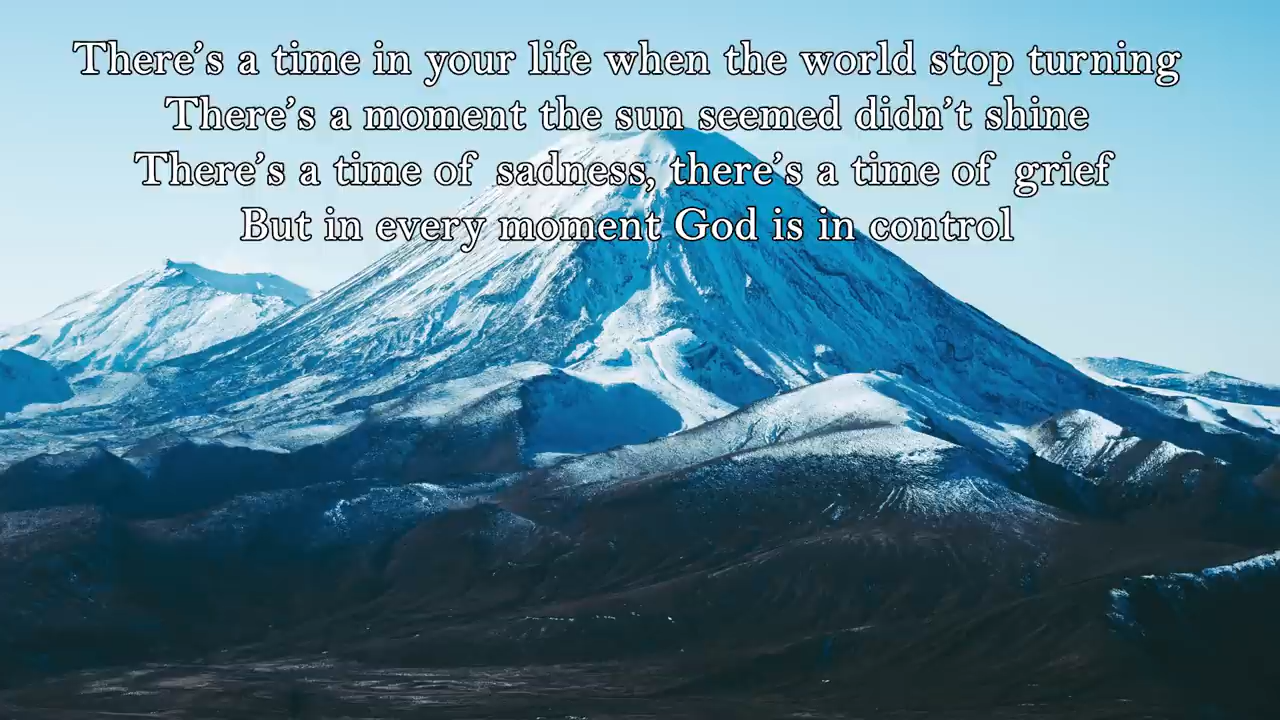 There’s a time in your life when the world stop turning
There’s a moment the sun seemed didn’t shine
There’s a time of sadness, there’s a time of grief
But in every moment God is in control